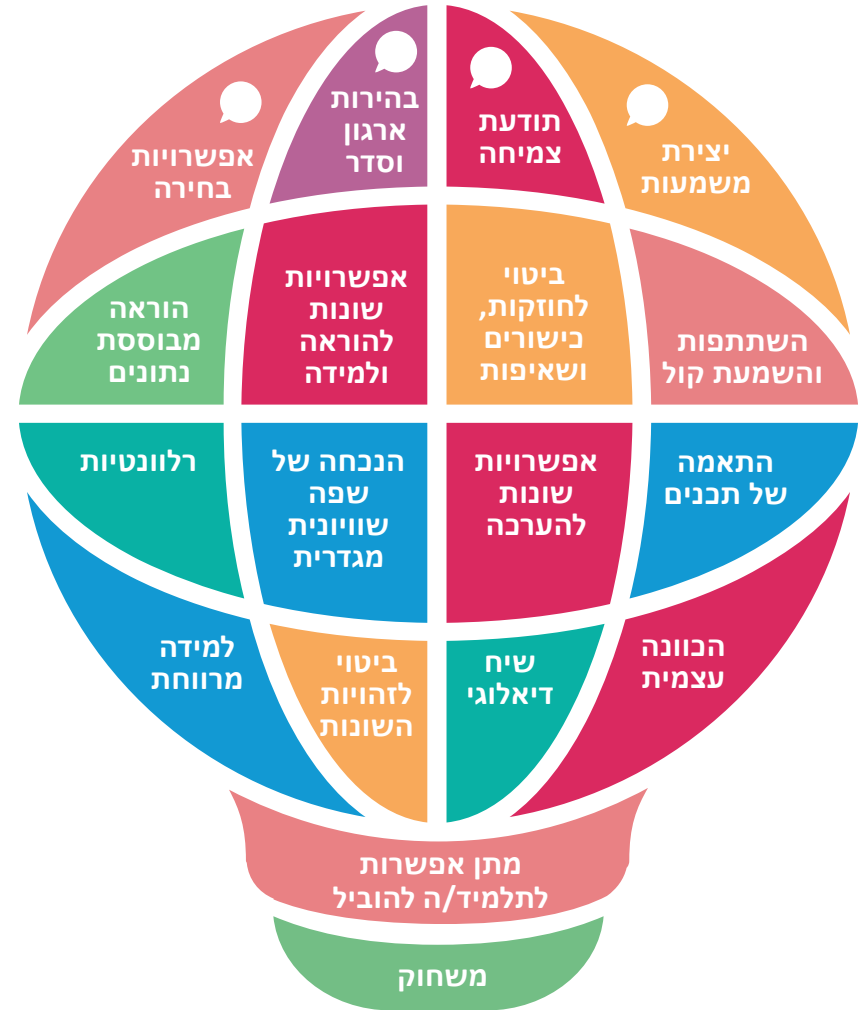 יצירת
משמעות
תודעת
צמיחה
בהירות
ארגון
וסדר
אפשרויות
בחירה
השתתפות
והשמעת קול
ביטוי
לחוזקות,
כישורים
ושאיפות
אפשרויות
שונות
להוראה
ולמידה
הוראה
מבוססת
נתונים
התאמה
של תכנים
אפשרויות
שונות
להערכה
הנכחה של
שפה
שוויונית
מגדרית
רלוונטיות
הכוונה
עצמית
שיח
דיאלוגי
ביטוי
לזהויות
השונות
למידה
מרווחת
מתן אפשרות
לתלמיד/ה להוביל
משחוק